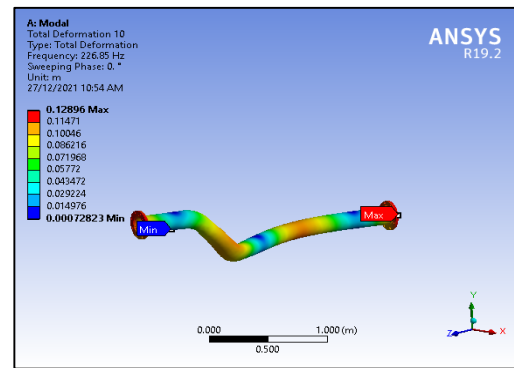 A: Modal
Total Deformation 10
Type: Total Deformation
Frequency: 226.85 Hz
Sweeping Phase: 0. °
Unit: m
27/12/2021 10:54 AM
ANSYS
R19.2
0.12896 Max
0.11471
0.10046
0.086216
0.071968
0.05772
0.043472
0.029224
0.014976
0.00072823 Min
Min
Max
0.000
1.000 (m)
0.500
Y
Z
X